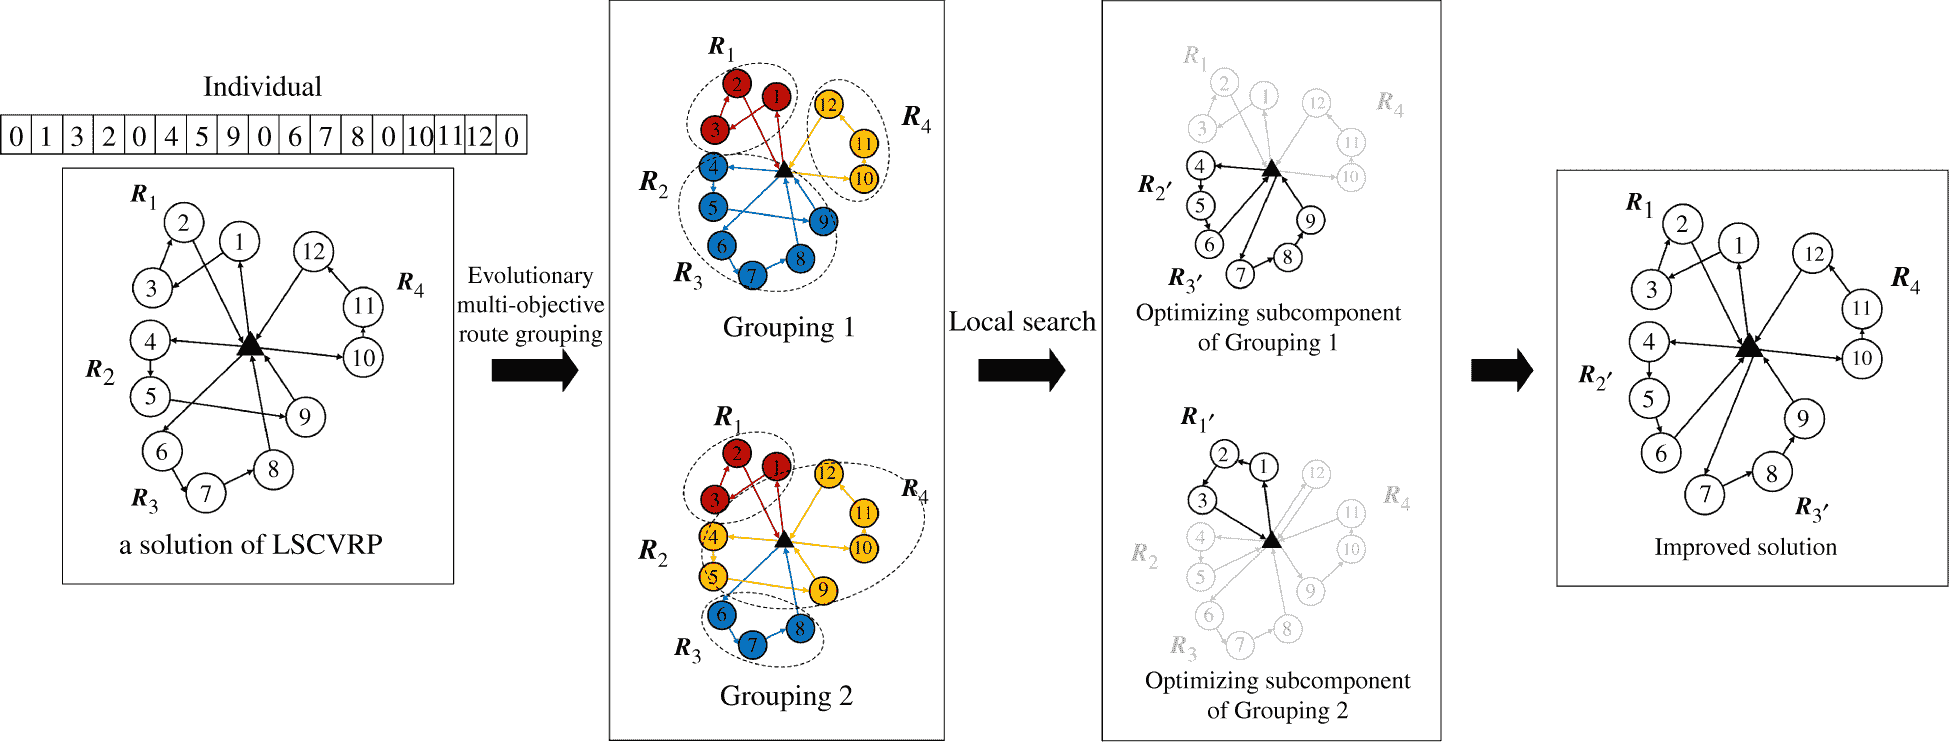 Individual
0 1 3 2 0 4 5 9 0 6 7 8 0 10 11 12 0
R1
2
1
12
3
R4
11
4
10
R2
5
9
6
8
7
R3
a solution of LSCVRP
Evolutionary
multi-objective
route grouping
R1
2
1
12
3
R4
11
4
10
R2
5
9
6
8
R3
7
Grouping 1
R1
2
1
12
3
R4
11
4
10
R2
5
9
6
8
R3
7
Grouping 2
Local search
R1
2
1
12
R4
3
11
4
10
R2′
5
9
6
8
R3′
7
Optimizing subcomponent
of Grouping 1
R1′
2
1
12
3
R4
11
4
10
R2
5
9
6
8
R3
7
Optimizing subcomponent
of Grouping 2
R1
2
1
12
3
R4
11
4
10
R2′
5
9
6
8
7
R3′
Improved solution